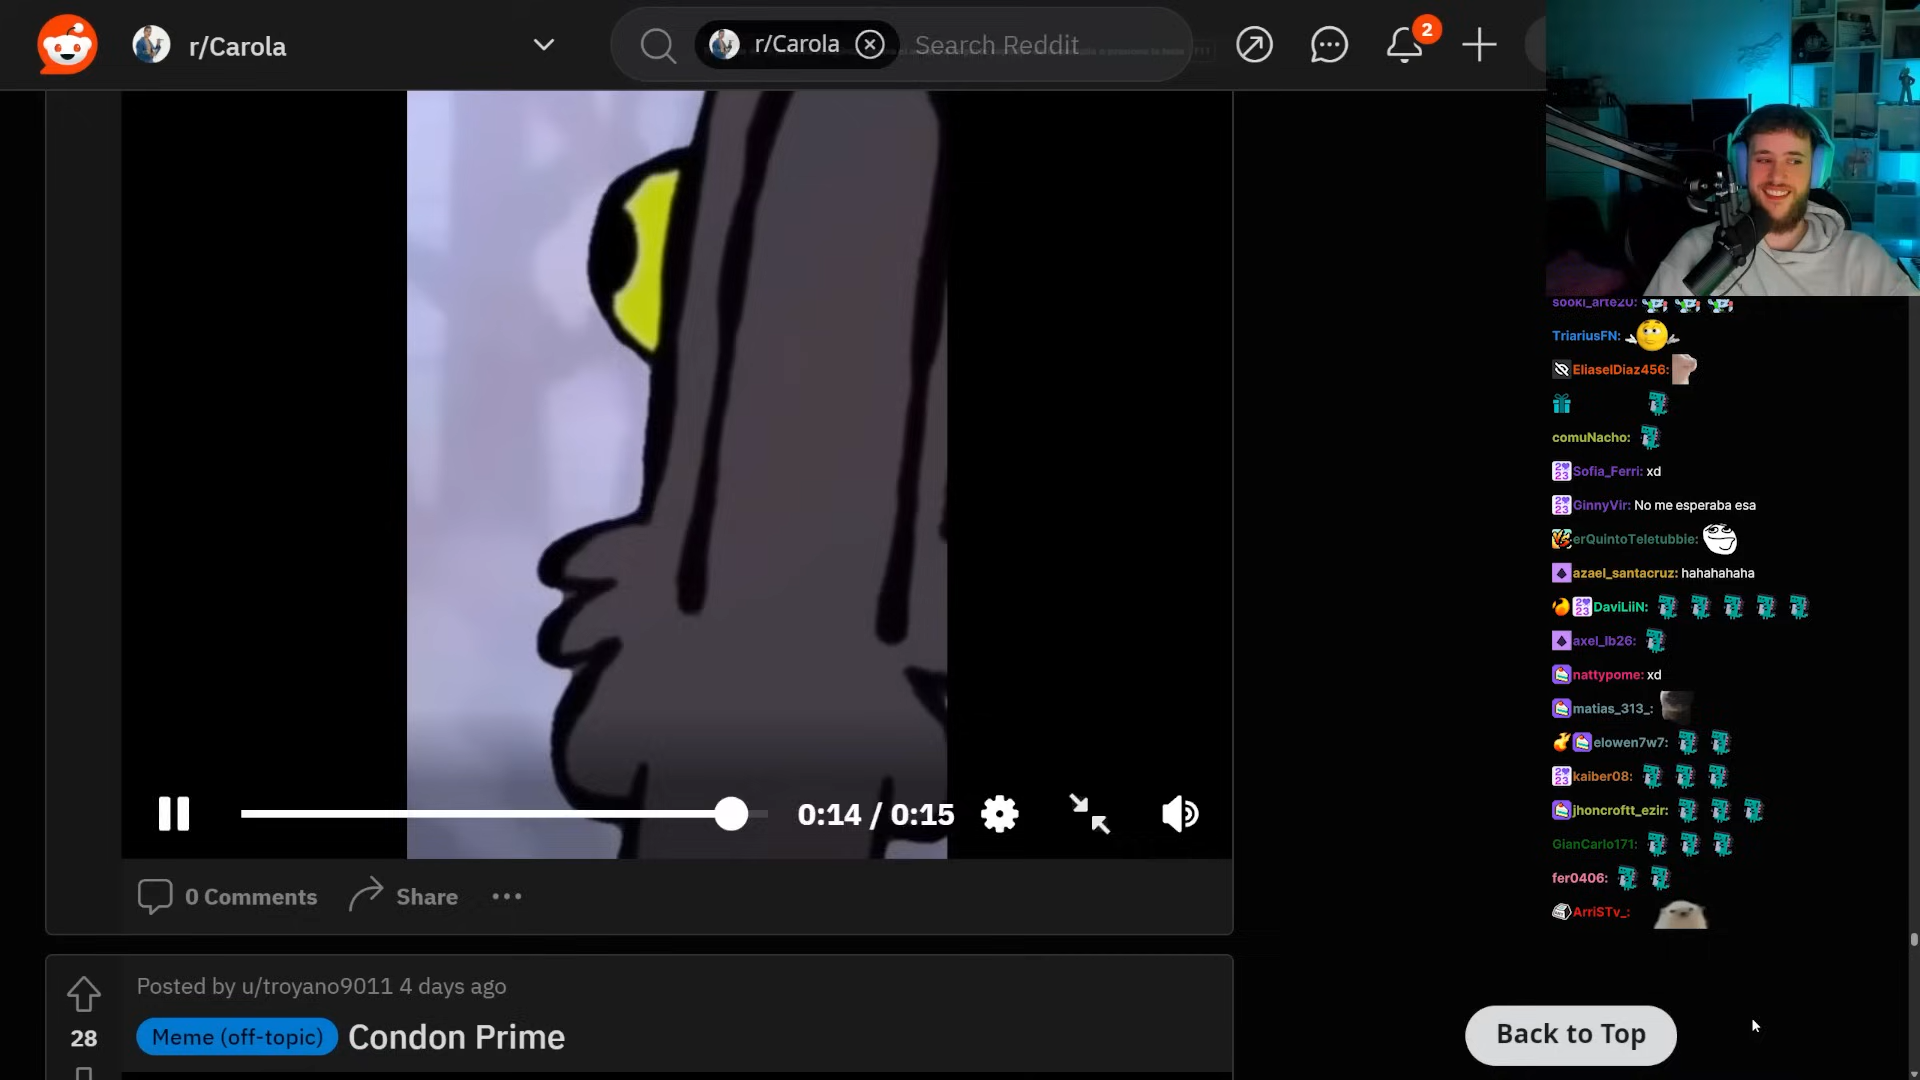 r/Carola
r/Carola
Search Reddit
2
sooki_arte20:
TriariusFN:
EliaselDiaz456:
comuNacho:
Sofia_Ferri: xd
GinnyVir: No me esperaba esa
erQuintoTeletubbie:
azael_santacruz: hahahahaha
DaviLiiN:
axel_lb26:
nattypome: xd
matias_313_:
elowen7w7:
kaiber08:
jhoncroftt_ezir:
GianCarlo171:
fer0406:
ArriSTv_:
0:14 / 0:15
0 Comments
Share
Posted by u/troyano9011 4 days ago
28
Meme (off-topic)
Condon Prime
Back to Top